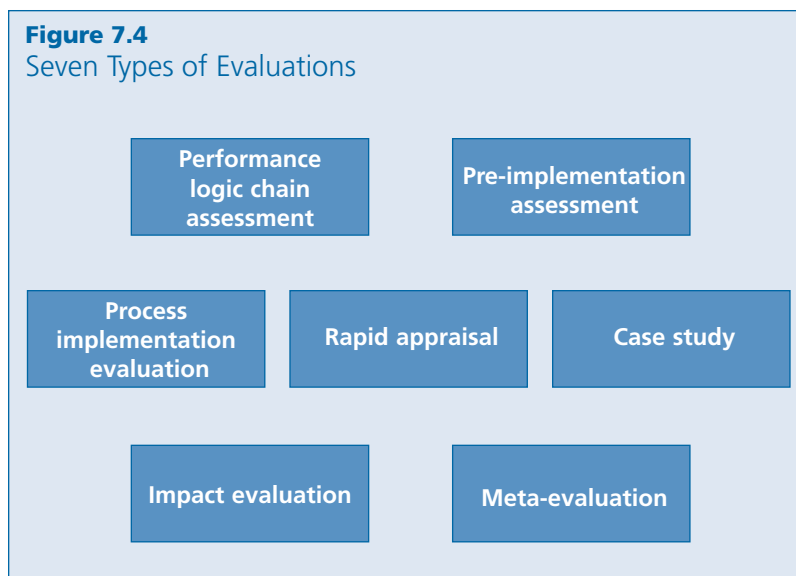 Figure 7.4
Seven Types of Evaluations
Performance
logic chain
assessment
Pre-implementation
assessment
Process
implementation
evaluation
Rapid appraisal
Case study
Impact evaluation
Meta-evaluation